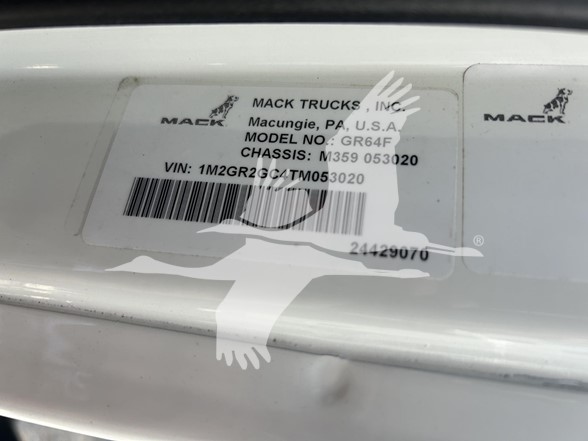 MACK
MACK TRUCKS , INC.
Macungie, PA, U.S.A.
MODEL NO.: GR64F
CHASSIS: M359 053020
VIN: 1M2GR2GC4TM053020
24429070
MACK
®